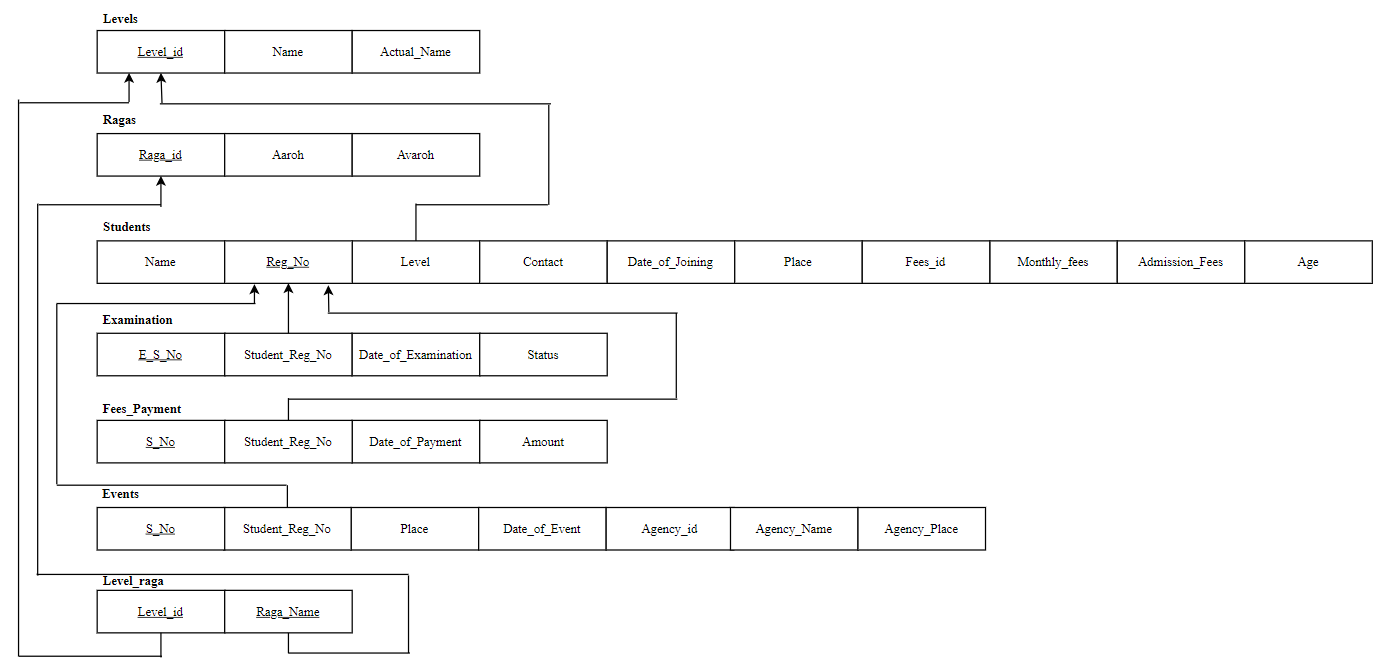 Levels
Level_id Name Actual_Name
Ragas
Raga_id Aaroh Avaroh
Students
Name Reg_No Level Contact Date_of_Joining Place Fees_id Monthly_fees Admission_Fees Age
Examination
E_S_No Student_Reg_No Date_of_Examination Status
Fees_Payment
S_No Student_Reg_No Date_of_Payment Amount
Events
S_No Student_Reg_No Place Date_of_Event Agency_id Agency_Name Agency_Place
Level_raga
Level_id Raga_Name